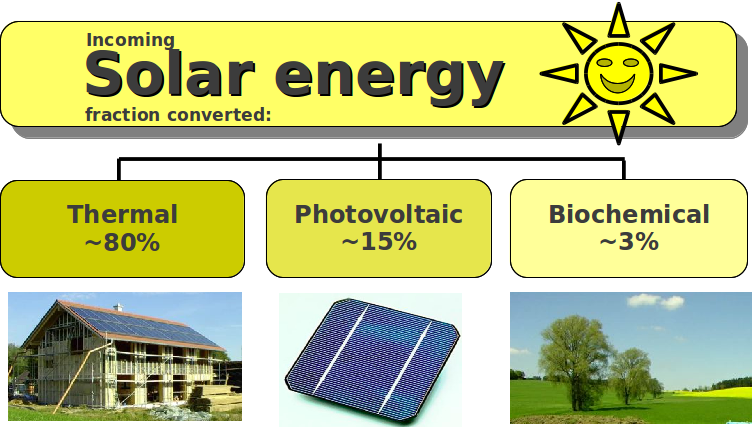 Incoming
Solar energy
fraction converted:
Thermal
~80%
Photovoltaic
~15%
Biochemical
~3%